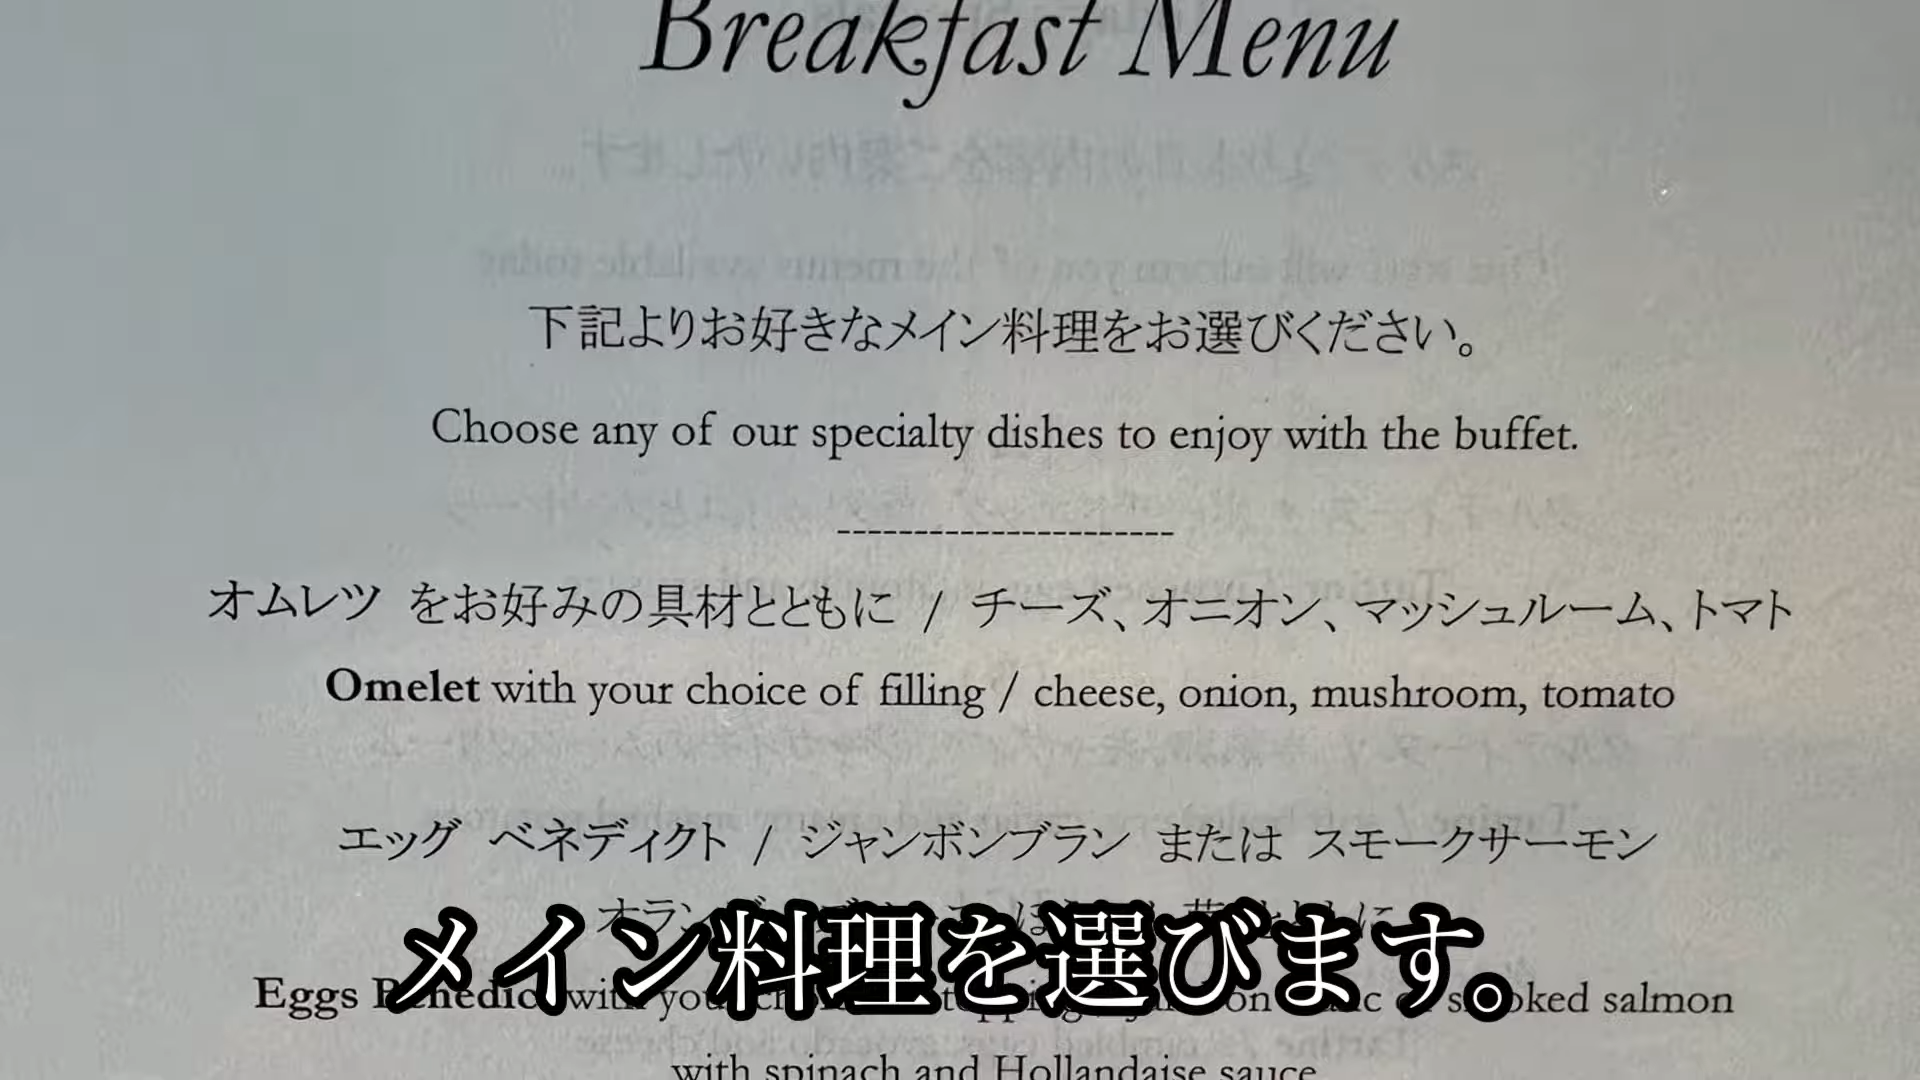 Breakfast Menu
下記よりお好きなメイン料理をお選びください。
Choose any of our specialty dishes to enjoy with the buffet.
----------------------
オムレツ をお好みの具材とともに / チーズ、オニオン、マッシュルーム、トマト
Omelet with your choice of filling / cheese, onion, mushroom, tomato
エッグ ベネディクト / ジャンボンブラン または スモークサーモン
メイン料理を選びます。
Eggs with smoked salmon
with spinach and Hollandaise sauce